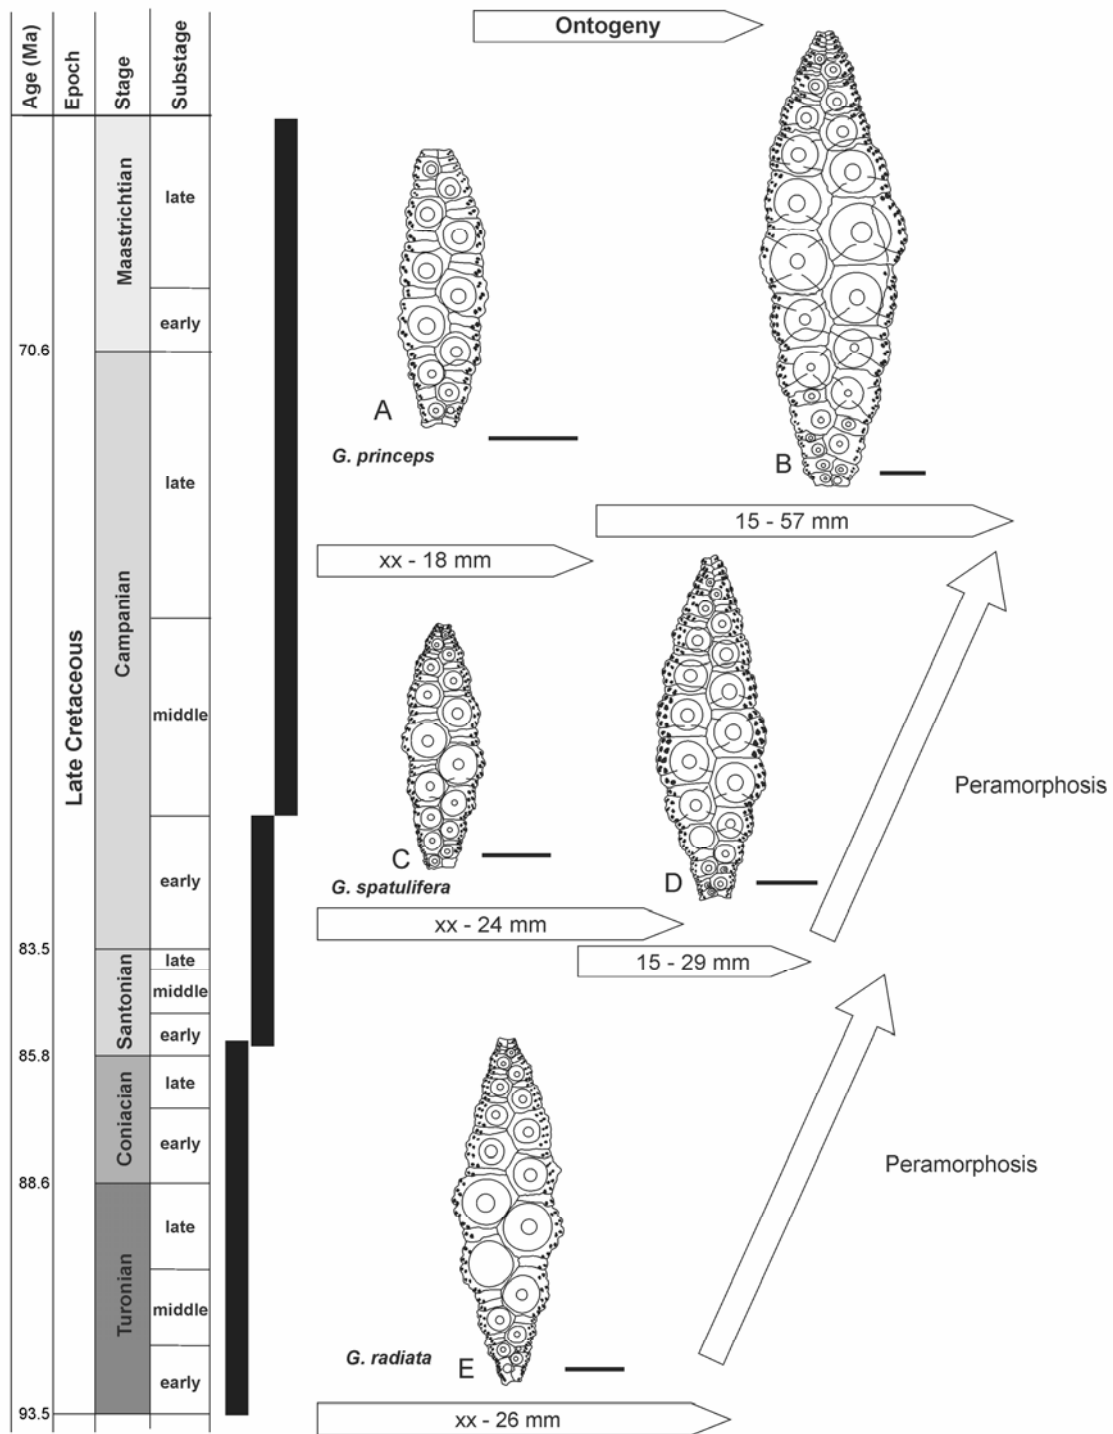 Ontogeny
Age (Ma)
Epoch
Stage
Substage
Late Cretaceous
Maastrichtian
late
early
70.6
Campanian
late
middle
early
83.5
Santonian
late
middle
early
85.8
Coniacian
late
early
88.6
Turonian
late
middle
early
93.5
A
G. princeps
B
15 - 57 mm
xx - 18 mm
C
G. spatulifera
D
xx - 24 mm
15 - 29 mm
Peramorphosis
Peramorphosis
G. radiata
E
xx - 26 mm